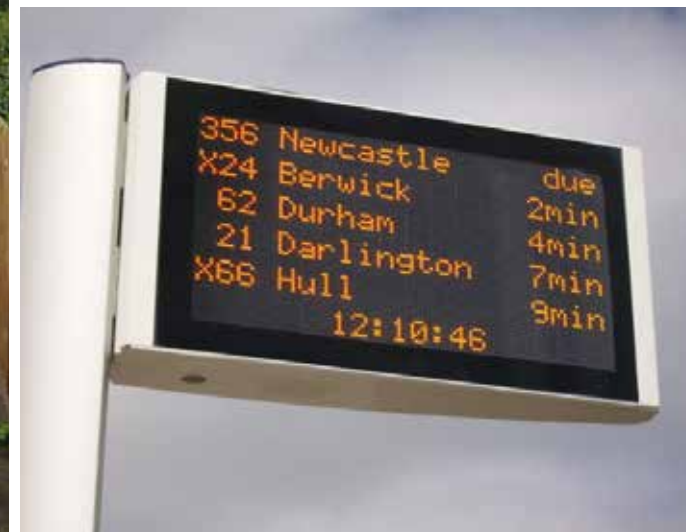 356 Newcastle due
X24 Berwick 2min
62 Durham 4min
21 Darlington 7min
X66 Hull 9min
12:10:46